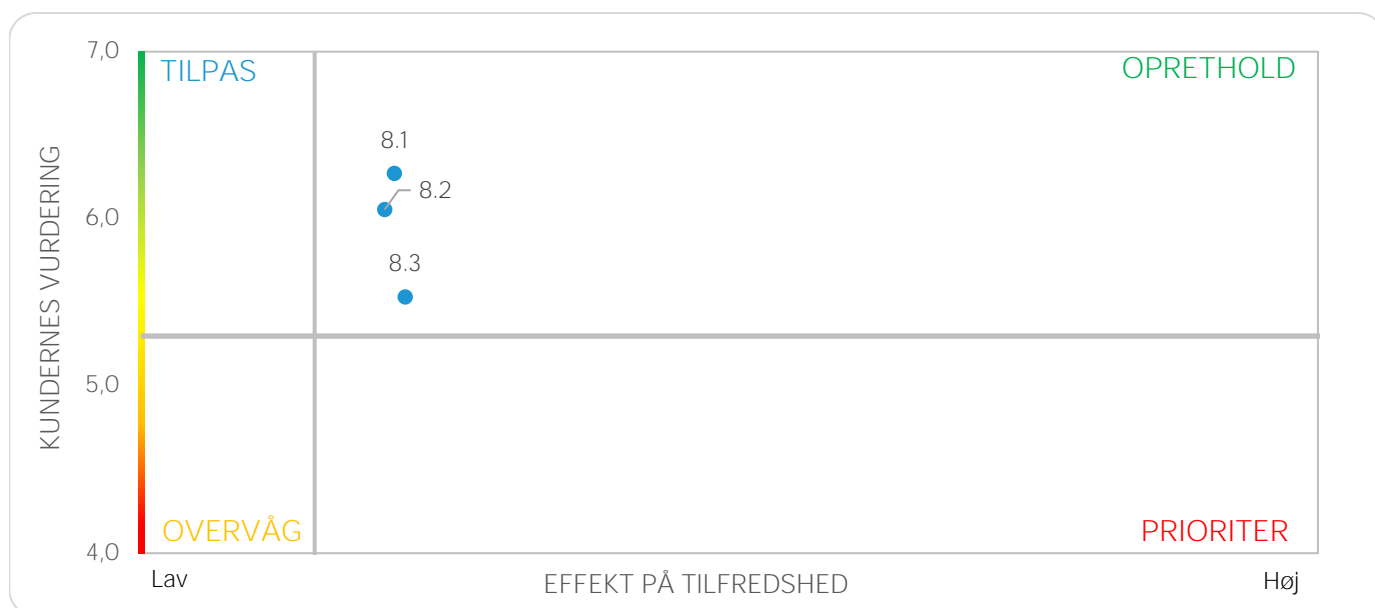 7,0
TILPAS
OPRETHOLD
8.1
8.2
6,0
8.3
KUNDERNES VURDERING
5,0
OVERVÅG
PRIORITER
4,0
Lav
EFFEKT PÅ TILFREDSHED
Høj